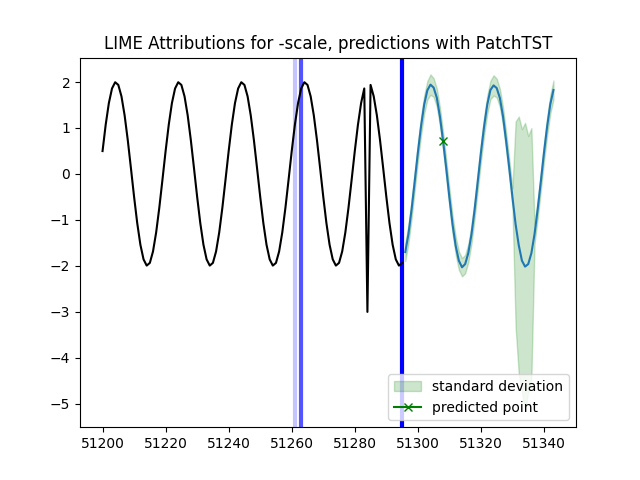 LIME Attributions for -scale, predictions with PatchTST
2
1
0
−1
−2
−3
−4
−5
standard deviation
predicted point
51200 51220 51240 51260 51280 51300 51320 51340